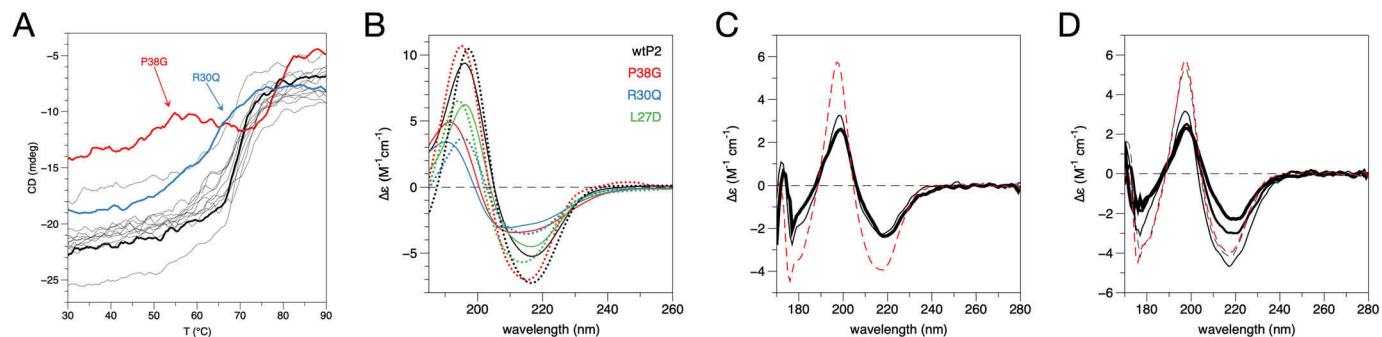 A
P38G
R30Q
CD (mdeg)
−5
−10
−15
−20
−25
30 40 50 60 70 80 90
T (°C)
B
wtP2
P38G
R30Q
L27D
Δε (M⁻¹ cm⁻¹)
10
5
0
−5
200 220 240 260
wavelength (nm)
C
Δε (M⁻¹ cm⁻¹)
6
4
2
0
−2
−4
180 200 220 240 260 280
wavelength (nm)
D
Δε (M⁻¹ cm⁻¹)
6
4
2
0
−2
−4
−6
180 200 220 240 260 280
wavelength (nm)